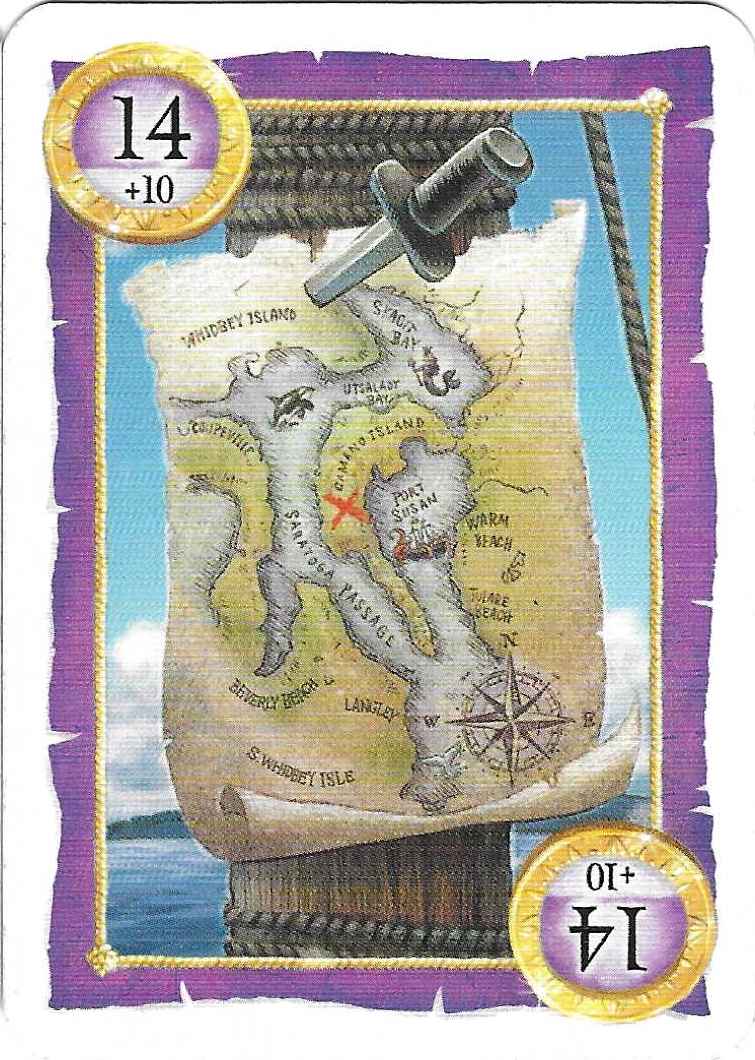 14
+10
WHIDBEY ISLAND
SKAGIT
BAY
UTSALADY
BAY
COUPEVILLE
CAMANO ISLAND
PORT
SUSAN
WARM
BEACH
SARATOGA PASSAGE
TULARE
BEACH
N
BEVERLY BEACH
LANGLEY
W
E
S. WHIDBEY ISLE
+10
14